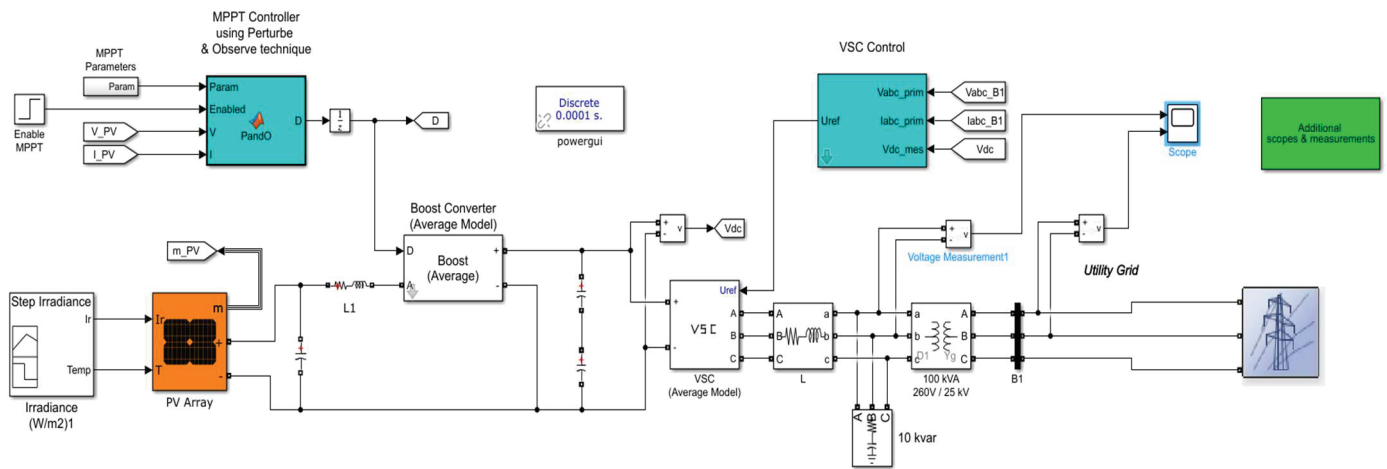 MPPT Controller
using Perturbe
& Observe technique
MPPT
Parameters
Param
Param
Enabled
V
I
D
PandO
Enable
MPPT
V_PV
I_PV
1
z
D
Discrete
0.0001 s.
powergui
VSC Control
Uref
Vabc_prim
Iabc_prim
Vdc_mes
Vabc_B1
Iabc_B1
Vdc
Scope
Additional
scopes & measurements
m_PV
Boost Converter
(Average Model)
D
A
Boost
(Average)
+
-
L1
+
-
v
Vdc
+
-
v
Voltage Measurement1
+
-
v
Utility Grid
Step Irradiance
Ir
Temp
Irradiance
(W/m2)1
Ir
T
m
+
-
PV Array
Uref
+
-
VSC
A
B
C
VSC
(Average Model)
A
B
C
a
b
c
L
a
b
c
A
B
C
D1
Yg
100 kVA
260V / 25 kV
B1
A
B
C
10 kvar